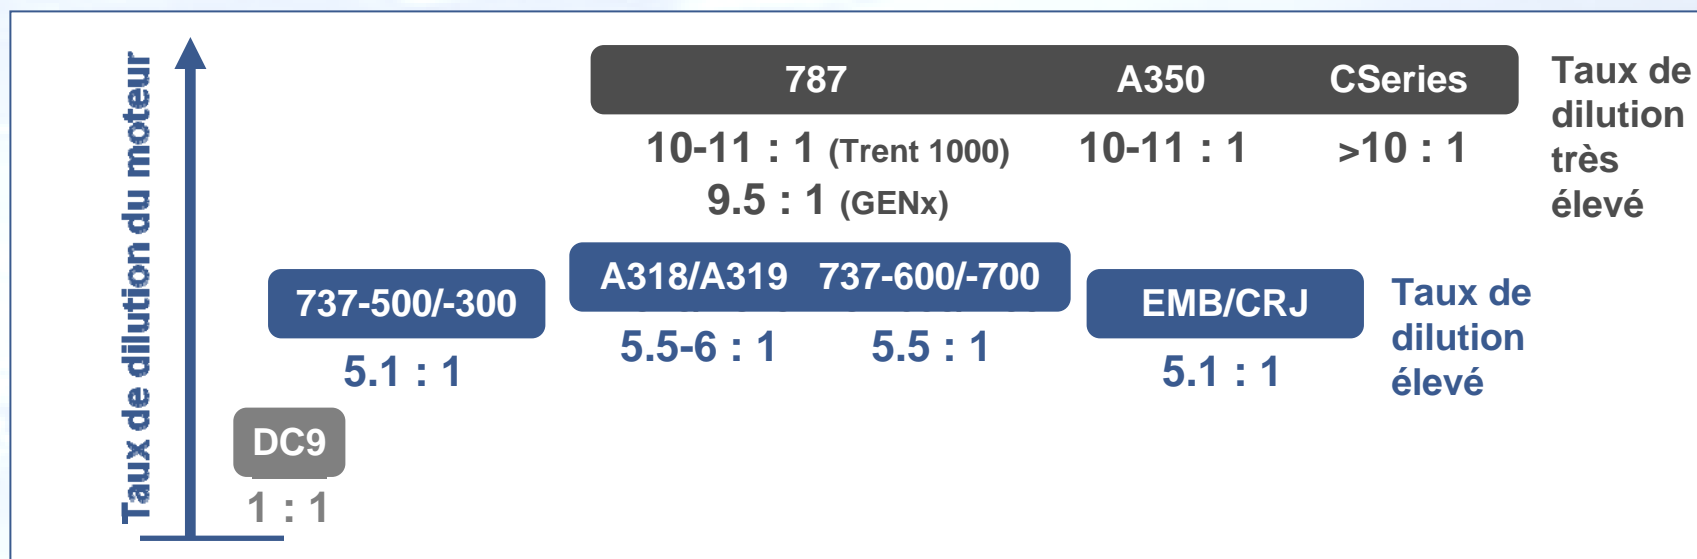 Taux de dilution du moteur
787 A350 CSeries
10-11 : 1 (Trent 1000) 10-11 : 1 >10 : 1
9.5 : 1 (GENx)
Taux de
dilution
très
élevé
737-500/-300 A318/A319 737-600/-700 EMB/CRJ
5.1 : 1 5.5-6 : 1 5.5 : 1 5.1 : 1
Taux de
dilution
élevé
DC9
1 : 1